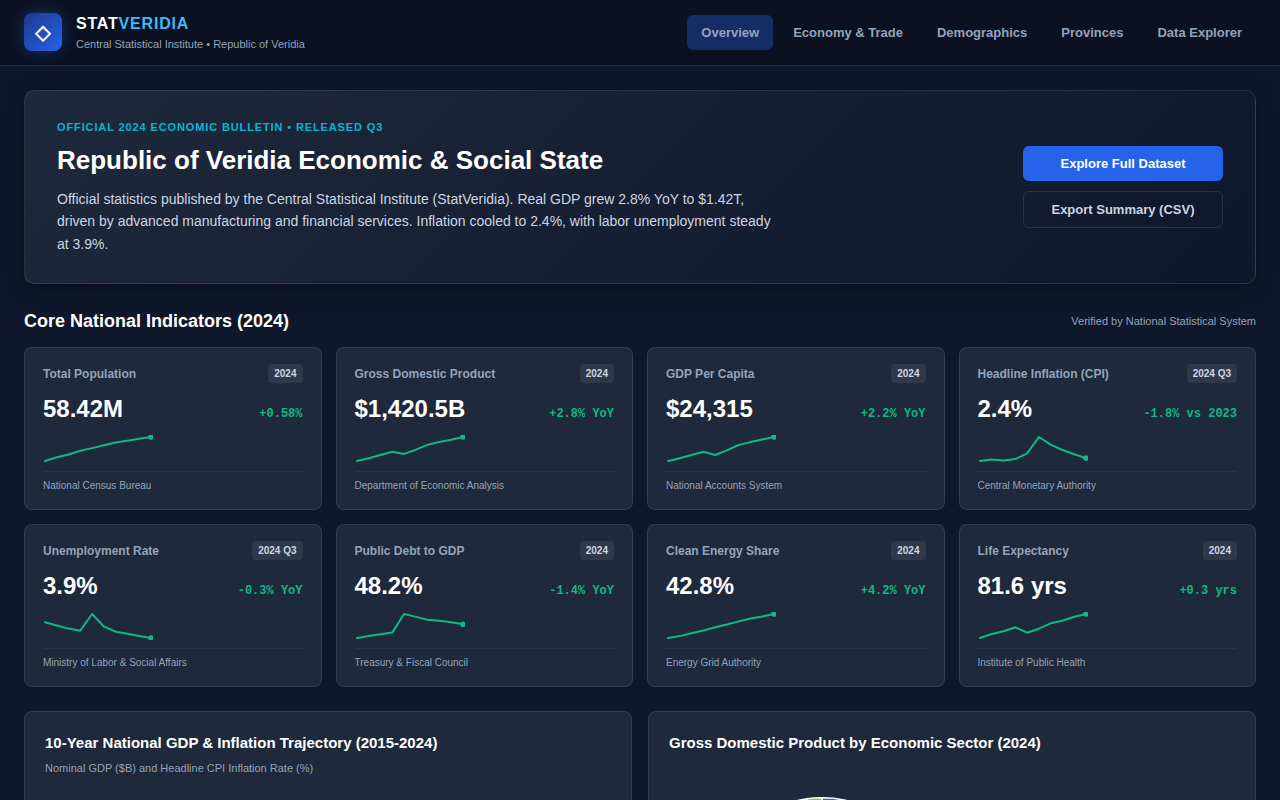 STATVERIDIA
Central Statistical Institute • Republic of Veridia
Overview
Economy & Trade
Demographics
Provinces
Data Explorer
OFFICIAL 2024 ECONOMIC BULLETIN • RELEASED Q3
Republic of Veridia Economic & Social State
Official statistics published by the Central Statistical Institute (StatVeridia). Real GDP grew 2.8% YoY to $1.42T,
driven by advanced manufacturing and financial services. Inflation cooled to 2.4%, with labor unemployment steady
at 3.9%.
Explore Full Dataset
Export Summary (CSV)
Core National Indicators (2024)
Verified by National Statistical System
Total Population
2024
58.42M
+0.58%
National Census Bureau
Gross Domestic Product
2024
$1,420.5B
+2.8% YoY
Department of Economic Analysis
GDP Per Capita
2024
$24,315
+2.2% YoY
National Accounts System
Headline Inflation (CPI)
2024 Q3
2.4%
-1.8% vs 2023
Central Monetary Authority
Unemployment Rate
2024 Q3
3.9%
-0.3% YoY
Ministry of Labor & Social Affairs
Public Debt to GDP
2024
48.2%
-1.4% YoY
Treasury & Fiscal Council
Clean Energy Share
2024
42.8%
+4.2% YoY
Energy Grid Authority
Life Expectancy
2024
81.6 yrs
+0.3 yrs
Institute of Public Health
10-Year National GDP & Inflation Trajectory (2015-2024)
Nominal GDP ($B) and Headline CPI Inflation Rate (%)
Gross Domestic Product by Economic Sector (2024)